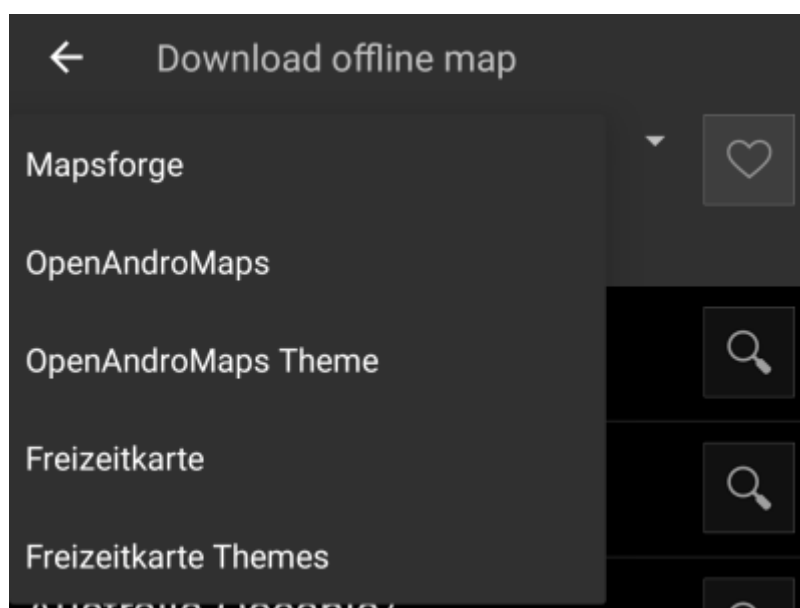 Download offline map
Mapsforge
OpenAndroMaps
OpenAndroMaps Theme
Freizeitkarte
Freizeitkarte Themes